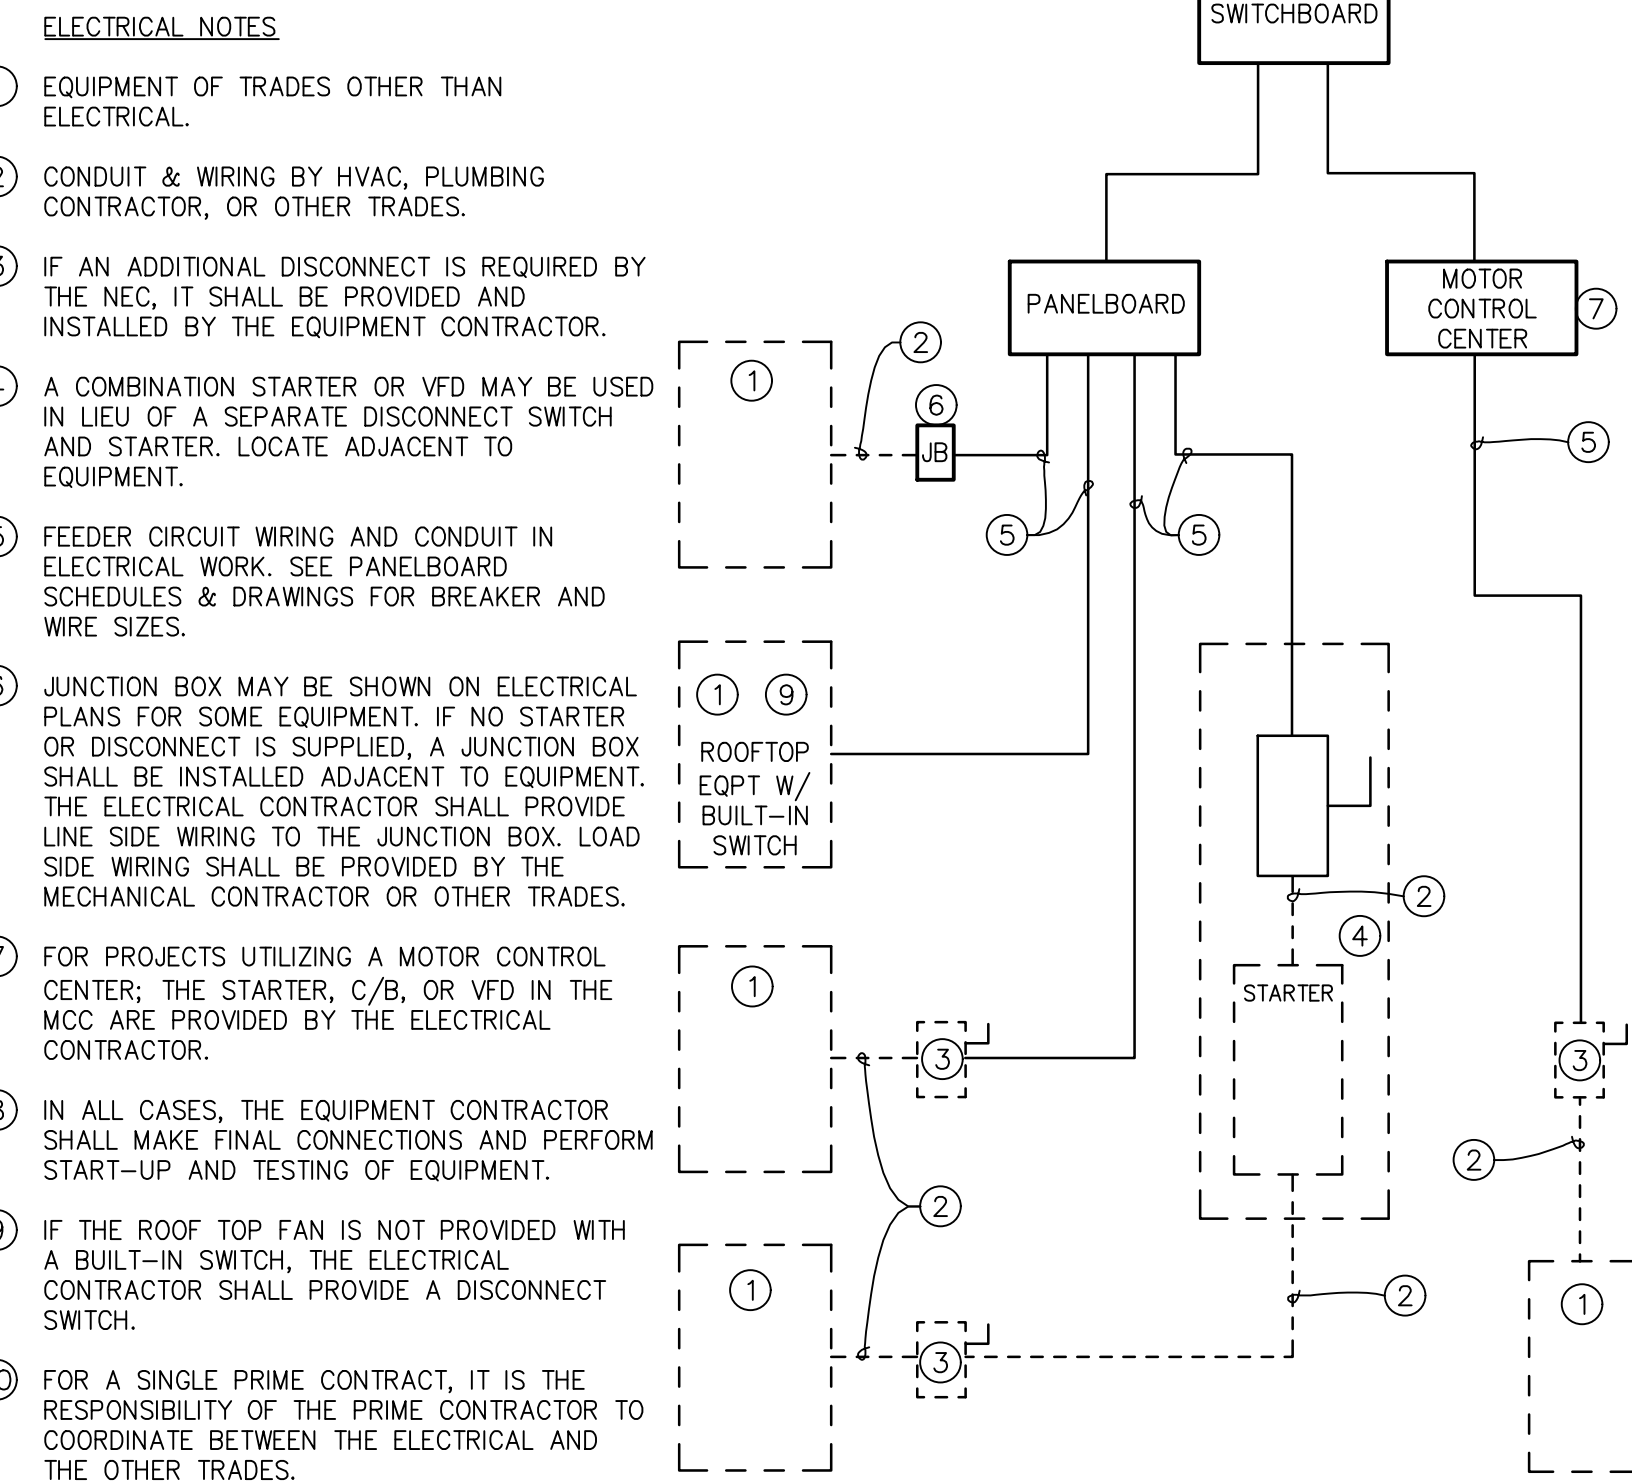 ELECTRICAL NOTES
EQUIPMENT OF TRADES OTHER THAN
ELECTRICAL.
2 CONDUIT & WIRING BY HVAC, PLUMBING
CONTRACTOR, OR OTHER TRADES.
3 IF AN ADDITIONAL DISCONNECT IS REQUIRED BY
THE NEC, IT SHALL BE PROVIDED AND
INSTALLED BY THE EQUIPMENT CONTRACTOR.
A COMBINATION STARTER OR VFD MAY BE USED
IN LIEU OF A SEPARATE DISCONNECT SWITCH
AND STARTER. LOCATE ADJACENT TO
EQUIPMENT.
5 FEEDER CIRCUIT WIRING AND CONDUIT IN
ELECTRICAL WORK. SEE PANELBOARD
SCHEDULES & DRAWINGS FOR BREAKER AND
WIRE SIZES.
6 JUNCTION BOX MAY BE SHOWN ON ELECTRICAL
PLANS FOR SOME EQUIPMENT. IF NO STARTER
OR DISCONNECT IS SUPPLIED, A JUNCTION BOX
SHALL BE INSTALLED ADJACENT TO EQUIPMENT.
THE ELECTRICAL CONTRACTOR SHALL PROVIDE
LINE SIDE WIRING TO THE JUNCTION BOX. LOAD
SIDE WIRING SHALL BE PROVIDED BY THE
MECHANICAL CONTRACTOR OR OTHER TRADES.
7 FOR PROJECTS UTILIZING A MOTOR CONTROL
CENTER; THE STARTER, C/B, OR VFD IN THE
MCC ARE PROVIDED BY THE ELECTRICAL
CONTRACTOR.
8 IN ALL CASES, THE EQUIPMENT CONTRACTOR
SHALL MAKE FINAL CONNECTIONS AND PERFORM
START-UP AND TESTING OF EQUIPMENT.
9 IF THE ROOF TOP FAN IS NOT PROVIDED WITH
A BUILT-IN SWITCH, THE ELECTRICAL
CONTRACTOR SHALL PROVIDE A DISCONNECT
SWITCH.
0 FOR A SINGLE PRIME CONTRACT, IT IS THE
RESPONSIBILITY OF THE PRIME CONTRACTOR TO
COORDINATE BETWEEN THE ELECTRICAL AND
THE OTHER TRADES.
SWITCHBOARD
PANELBOARD
MOTOR
CONTROL
CENTER
7
2
1
6
JB
5
5
5
1 9
ROOFTOP
EQPT W/
BUILT-IN
SWITCH
2
4
STARTER
1
3
3
2
2
1
3
2
1